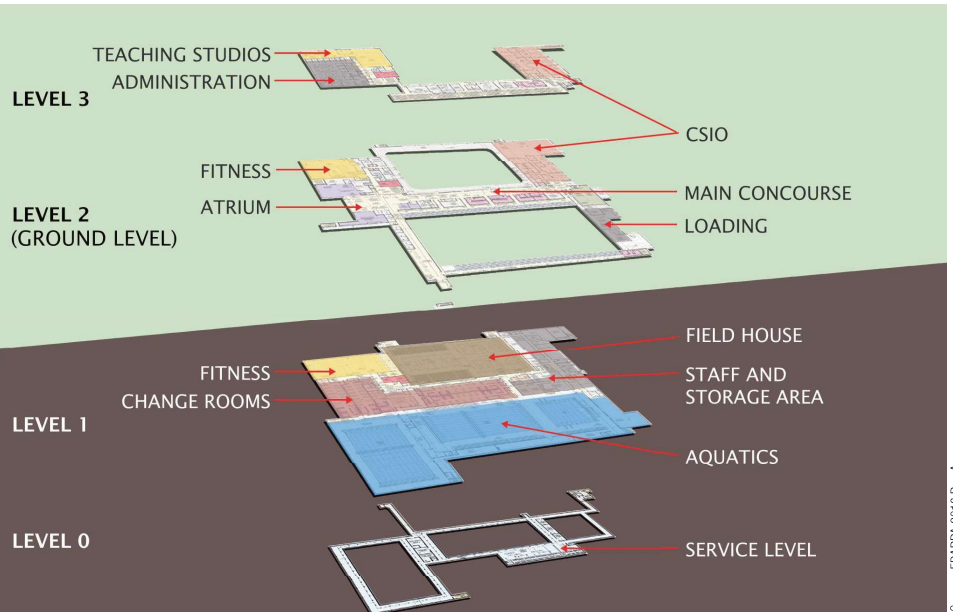 TEACHING STUDIOS
ADMINISTRATION
LEVEL 3
CSIO
FITNESS
ATRIUM
MAIN CONCOURSE
LEVEL 2
(GROUND LEVEL)
LOADING
FIELD HOUSE
FITNESS
STAFF AND
STORAGE AREA
CHANGE ROOMS
LEVEL 1
AQUATICS
LEVEL 0
SERVICE LEVEL